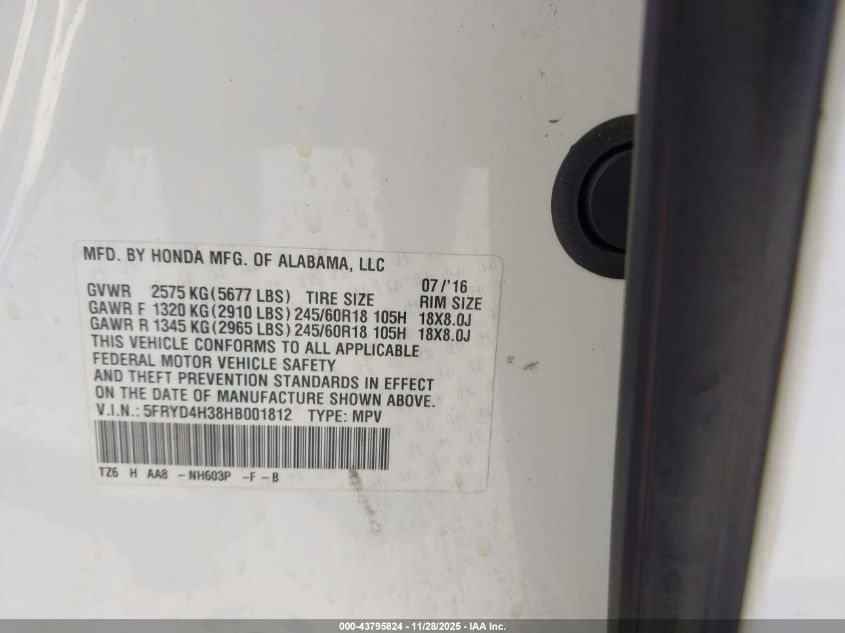 MFD. BY HONDA MFG. OF ALABAMA, LLC
07/'16
GVWR 2575 KG (5677 LBS) TIRE SIZE RIM SIZE
GAWR F 1320 KG (2910 LBS) 245/60R18 105H 18X8.0J
GAWR R 1345 KG (2965 LBS) 245/60R18 105H 18X8.0J
THIS VEHICLE CONFORMS TO ALL APPLICABLE
FEDERAL MOTOR VEHICLE SAFETY
AND THEFT PREVENTION STANDARDS IN EFFECT
ON THE DATE OF MANUFACTURE SHOWN ABOVE.
V.I.N.: 5FRYD4H38HB001812 TYPE: MPV
TZ6 H AA8 -NH603P -F -B
000-43795824 - 11/28/2025 - IAA Inc.